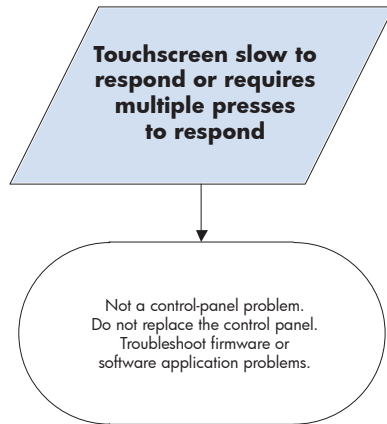 Touchscreen slow to
respond or requires
multiple presses
to respond
Not a control-panel problem.
Do not replace the control panel.
Troubleshoot firmware or
software application problems.